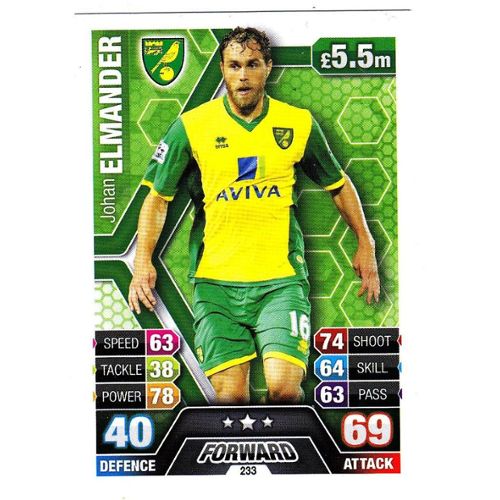 Johan ELMANDER
£5.5m
errea
AVIVA
16
SPEED 63
TACKLE 38
POWER 78
74 SHOOT
64 SKILL
63 PASS
40
DEFENCE
FORWARD
233
69
ATTACK